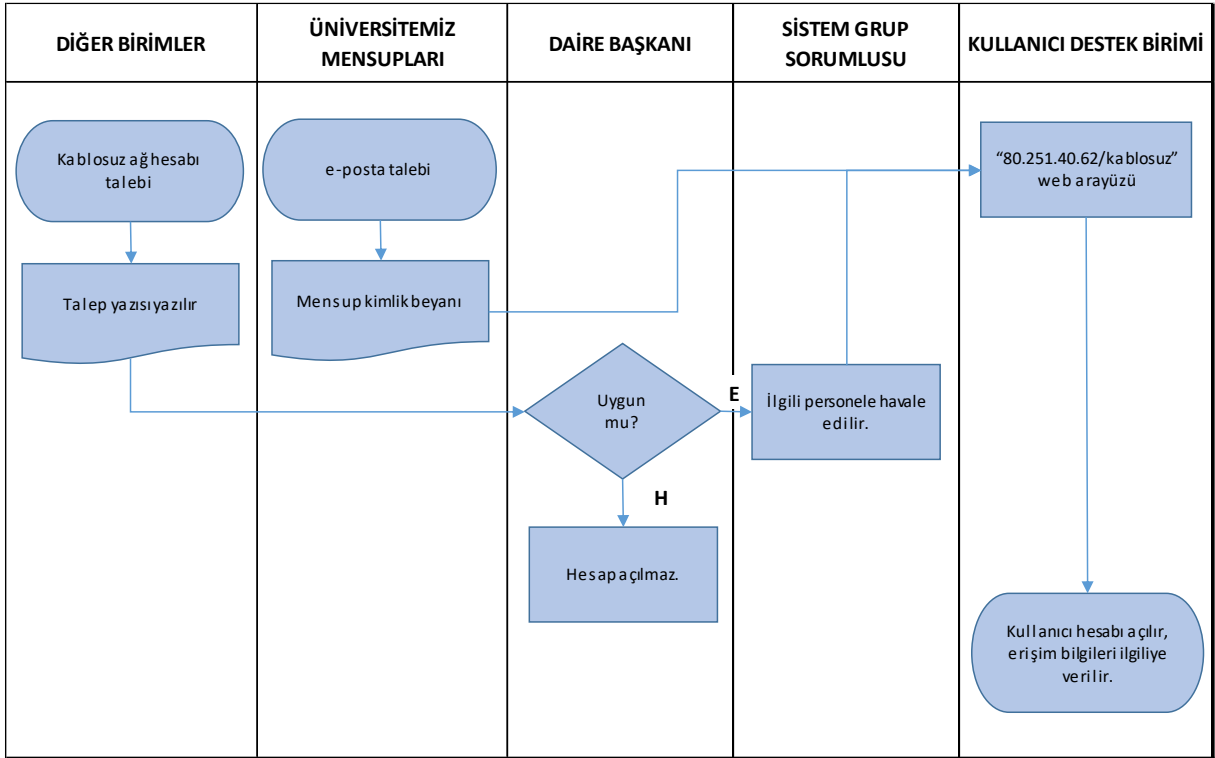 DİĞER BİRİMLER
ÜNİVERSİTEMİZ
MENSUPLARI
DAİRE BAŞKANI
SİSTEM GRUP
SORUMLUSU
KULLANICI DESTEK BİRİMİ
Kablosuz ağ hesabı
talebi
e-posta talebi
“80.251.40.62/kablosuz”
web arayüzü
Talep yazısı yazılır
Mensup kimlik beyanı
Uygun
mu?
E
İlgili personele havale
edilir.
H
Hesap açılmaz.
Kullanıcı hesabı açılır,
erişim bilgileri ilgiliye
verilir.